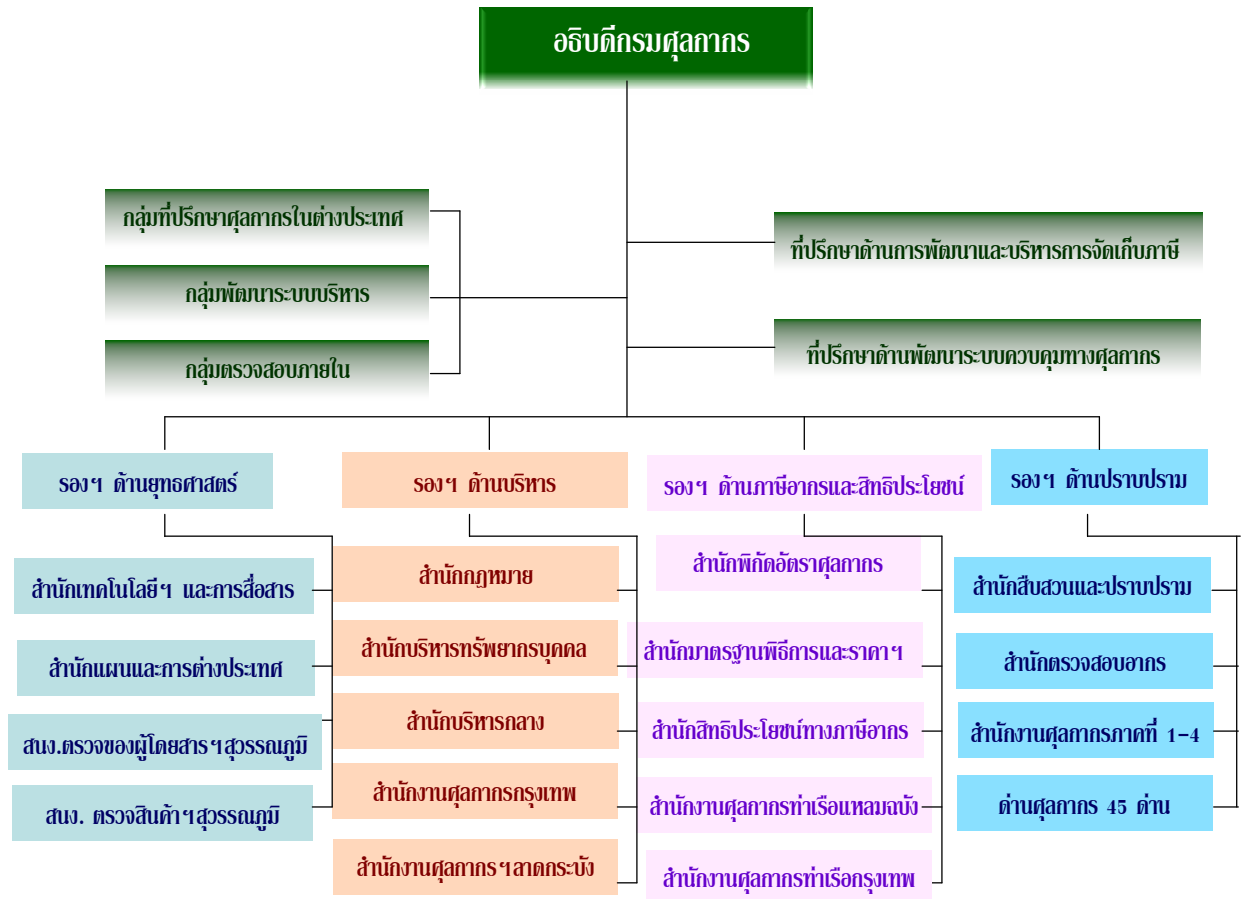 อธิบดีกรมศุลกากร
กลุ่มที่ปรึกษาศุลกากรในต่างประเทศ
กลุ่มพัฒนาระบบบริหาร
กลุ่มตรวจสอบภายใน
ที่ปรึกษาด้านการพัฒนาและบริหารการจัดเก็บภาษี
ที่ปรึกษาด้านพัฒนาระบบควบคุมทางศุลกากร
รองฯ ด้านยุทธศาสตร์
สำนักเทคโนโลยีฯ และการสื่อสาร
สำนักแผนและการต่างประเทศ
สนง.ตรวจของผู้โดยสารฯสุวรรณภูมิ
สนง. ตรวจสินค้าฯสุวรรณภูมิ
รองฯ ด้านบริหาร
สำนักกฎหมาย
สำนักบริหารทรัพยากรบุคคล
สำนักบริหารกลาง
สำนักงานศุลกากรกรุงเทพ
สำนักงานศุลกากรฯลาดกระบัง
รองฯ ด้านภาษีอากรและสิทธิประโยชน์
สำนักพิกัดอัตราศุลกากร
สำนักมาตรฐานพิธีการและราคาฯ
สำนักสิทธิประโยชน์ทางภาษีอากร
สำนักงานศุลกากรท่าเรือแหลมฉบัง
สำนักงานศุลกากรท่าเรือกรุงเทพ
รองฯ ด้านปราบปราม
สำนักสืบสวนและปราบปราม
สำนักตรวจสอบอากร
สำนักงานศุลกากรภาคที่ 1-4
ด่านศุลกากร 45 ด่าน